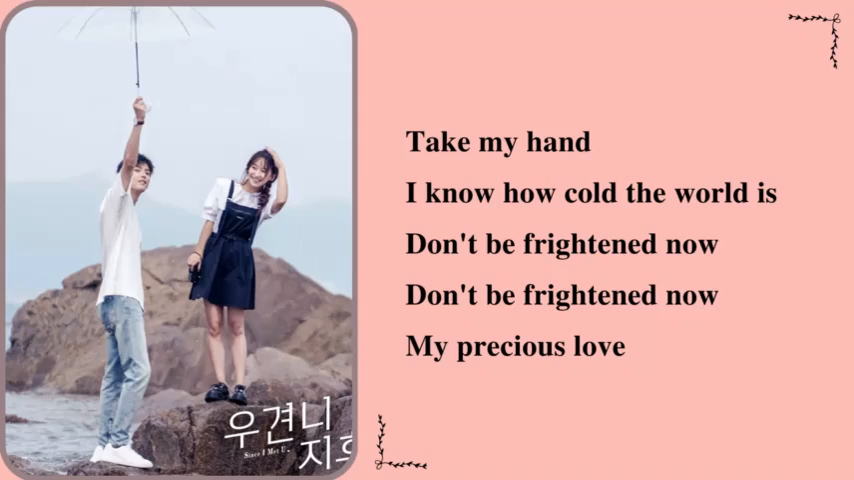 Take my hand
I know how cold the world is
Don't be frightened now
Don't be frightened now
My precious love
우견니
Since I Met U